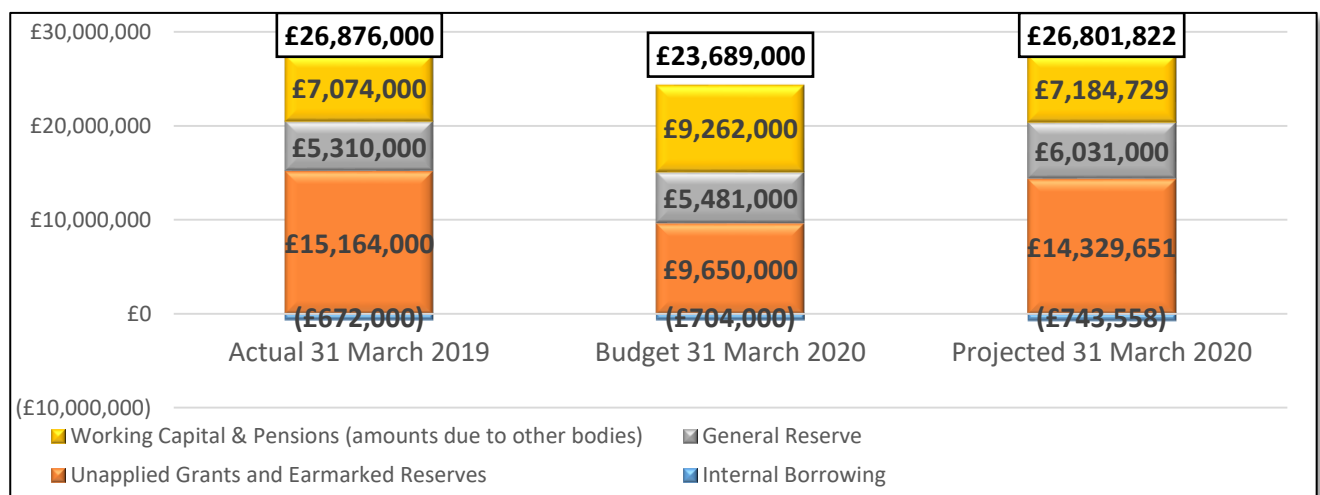 £30,000,000
£26,876,000
£23,689,000
£26,801,822
£7,074,000
£9,262,000
£7,184,729
£20,000,000
£5,310,000
£5,481,000
£6,031,000
£10,000,000
£15,164,000
£9,650,000
£14,329,651
£0
(£672,000)
(£704,000)
(£743,558)
Actual 31 March 2019
Budget 31 March 2020
Projected 31 March 2020
(£10,000,000)
Working Capital & Pensions (amounts due to other bodies)
General Reserve
Unapplied Grants and Earmarked Reserves
Internal Borrowing